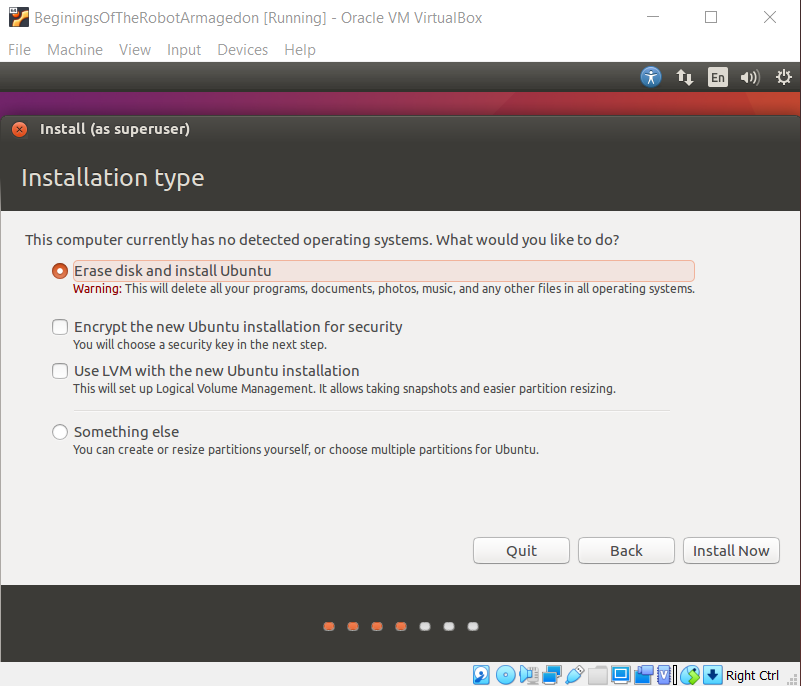 BeginingsOfTheRobotArmagedon [Running] - Oracle VM VirtualBox
File Machine View Input Devices Help
En
Install (as superuser)
Installation type
This computer currently has no detected operating systems. What would you like to do?
Erase disk and install Ubuntu
Warning: This will delete all your programs, documents, photos, music, and any other files in all operating systems.
Encrypt the new Ubuntu installation for security
You will choose a security key in the next step.
Use LVM with the new Ubuntu installation
This will set up Logical Volume Management. It allows taking snapshots and easier partition resizing.
Something else
You can create or resize partitions yourself, or choose multiple partitions for Ubuntu.
Quit Back Install Now
Right Ctrl